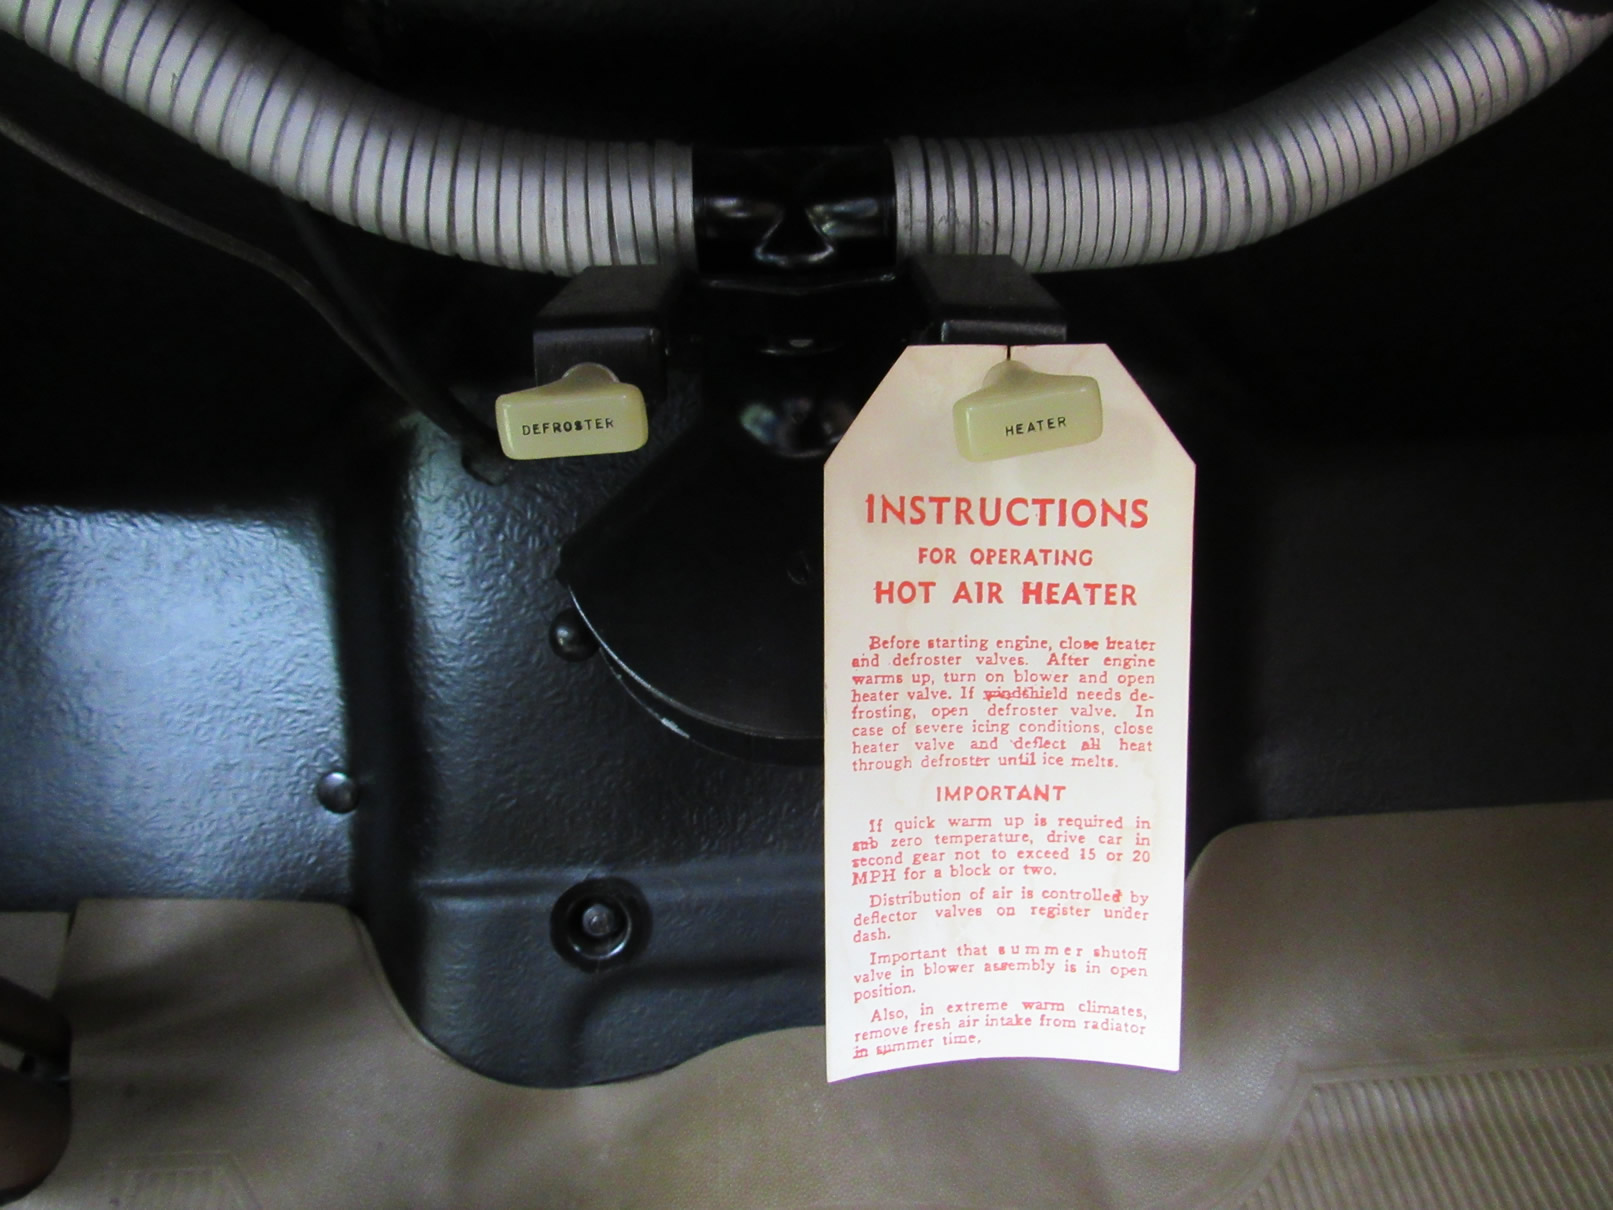 DEFROSTER
HEATER
INSTRUCTIONS
FOR OPERATING
HOT AIR HEATER
Before starting engine, close heater
and defroster valves. After engine
warms up, turn on blower and open
heater valve. If windshield needs de-
frosting, open defroster valve. In
case of severe icing conditions, close
heater valve and deflect all heat
through defroster until ice melts.
IMPORTANT
If quick warm up is required in
sub zero temperature, drive car in
second gear not to exceed 15 or 20
MPH for a block or two.
Distribution of air is controlled by
deflector valves on register under
dash.
Important that summer shutoff
valve in blower assembly is in open
position.
Also, in extreme warm climates,
remove fresh air intake from radiator
in summer time.